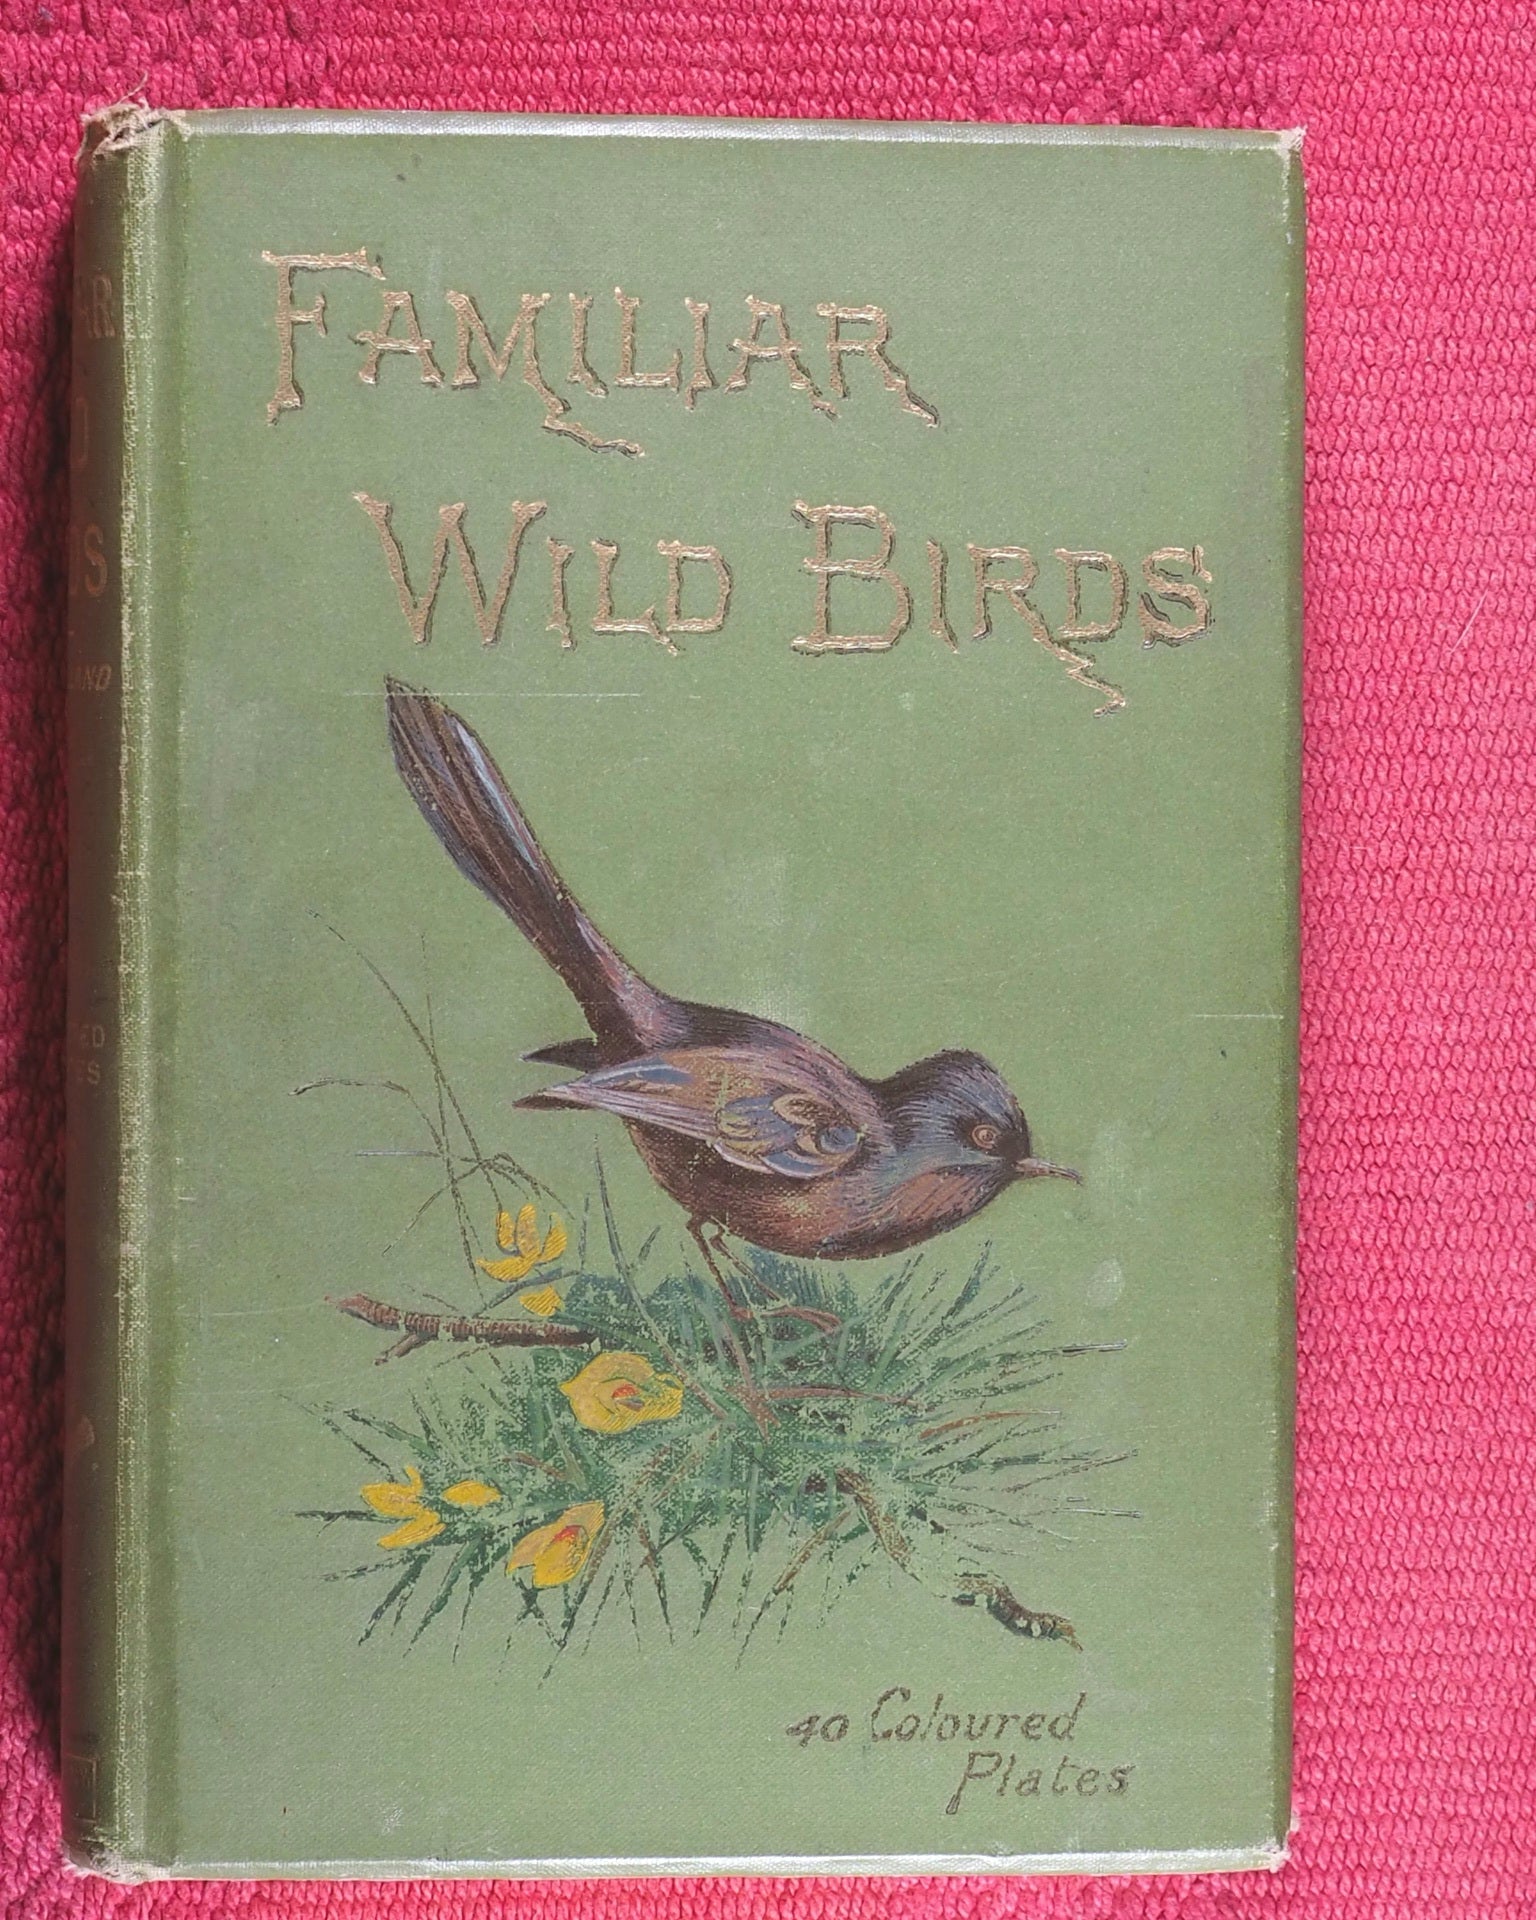 FAMILIAR
WILD BIRDS
40 Coloured
Plates